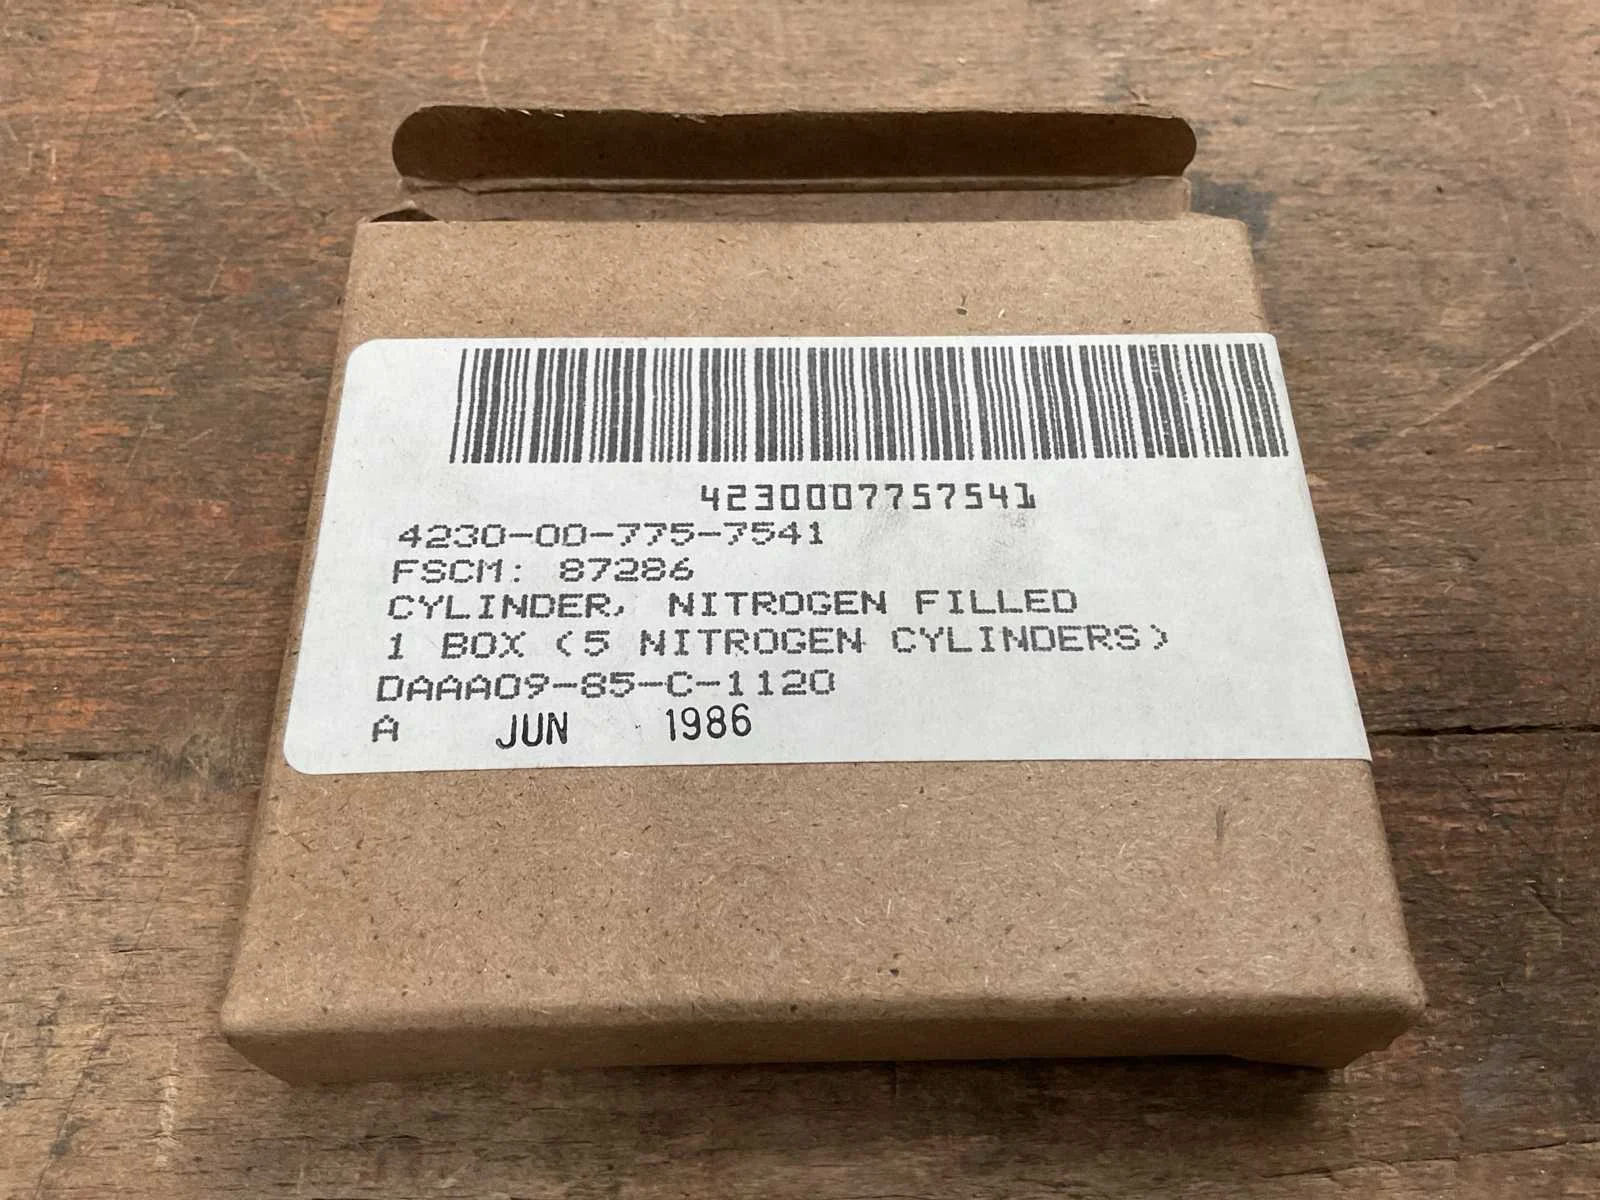 4230007757541
4230-00-775-7541
FSCM: 87286
CYLINDER, NITROGEN FILLED
1 BOX (5 NITROGEN CYLINDERS)
DAAA09-85-C-1120
A JUN 1986